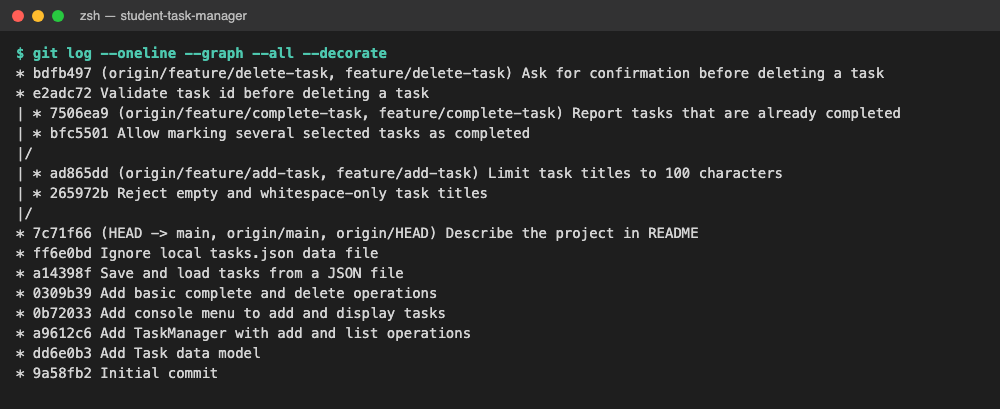 zsh — student-task-manager
$ git log --oneline --graph --all --decorate
* bdfb497 (origin/feature/delete-task, feature/delete-task) Ask for confirmation before deleting a task
* e2adc72 Validate task id before deleting a task
| * 7506ea9 (origin/feature/complete-task, feature/complete-task) Report tasks that are already completed
| * bfc5501 Allow marking several selected tasks as completed
|/
| * ad865dd (origin/feature/add-task, feature/add-task) Limit task titles to 100 characters
| * 265972b Reject empty and whitespace-only task titles
|/
* 7c71f66 (HEAD -> main, origin/main, origin/HEAD) Describe the project in README
* ff6e0bd Ignore local tasks.json data file
* a14398f Save and load tasks from a JSON file
* 0309b39 Add basic complete and delete operations
* 0b72033 Add console menu to add and display tasks
* a9612c6 Add TaskManager with add and list operations
* dd6e0b3 Add Task data model
* 9a58fb2 Initial commit